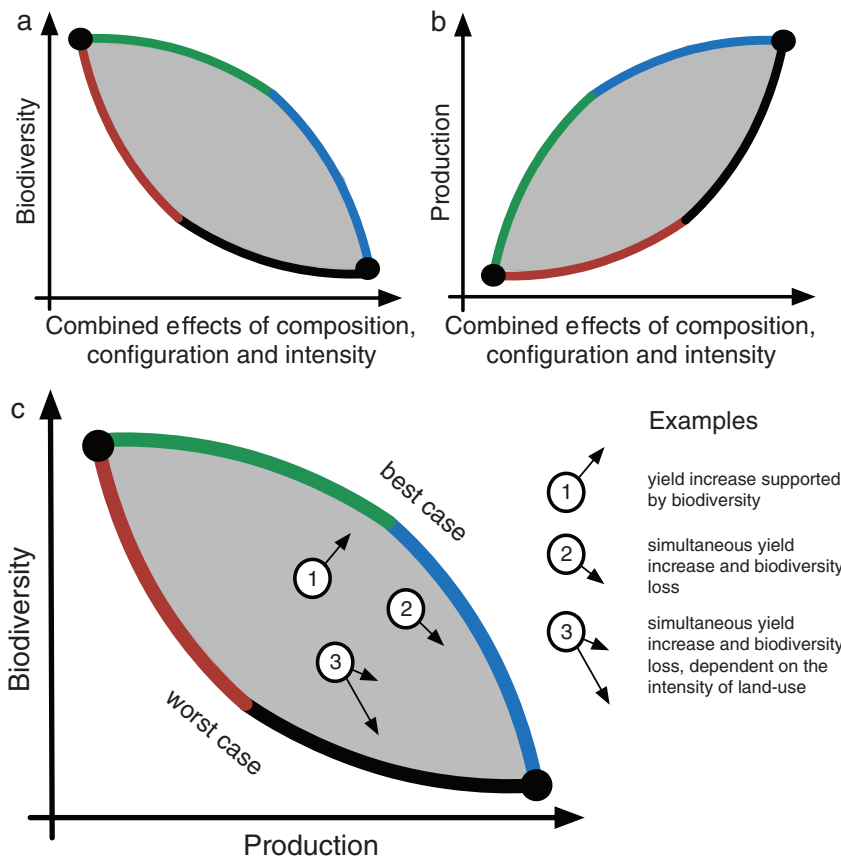 a
Biodiversity
Combined effects of composition,
configuration and intensity
b
Production
Combined effects of composition,
configuration and intensity
c
Biodiversity
Production
best case
worst case
1
2
3
Examples
1
yield increase supported
by biodiversity
2
simultaneous yield
increase and biodiversity
loss
3
simultaneous yield
increase and biodiversity
loss, dependent on the
intensity of land-use